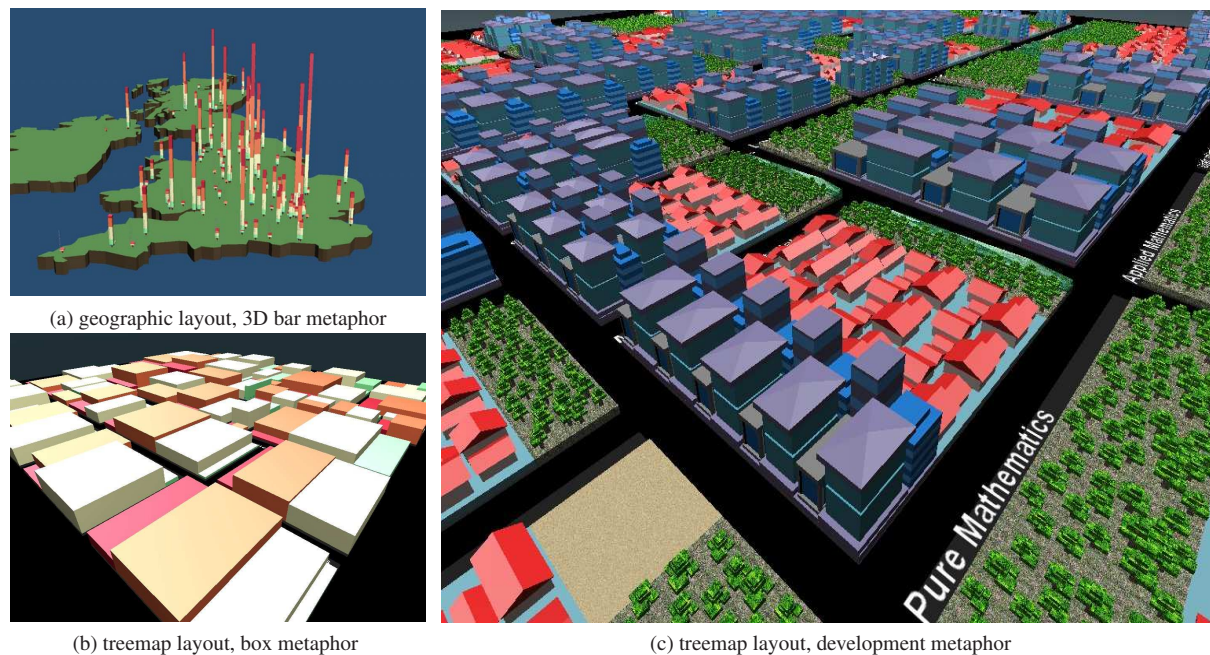 (a) geographic layout, 3D bar metaphor
(b) treemap layout, box metaphor
Applied Mathematics
Pure Mathematics
(c) treemap layout, development metaphor